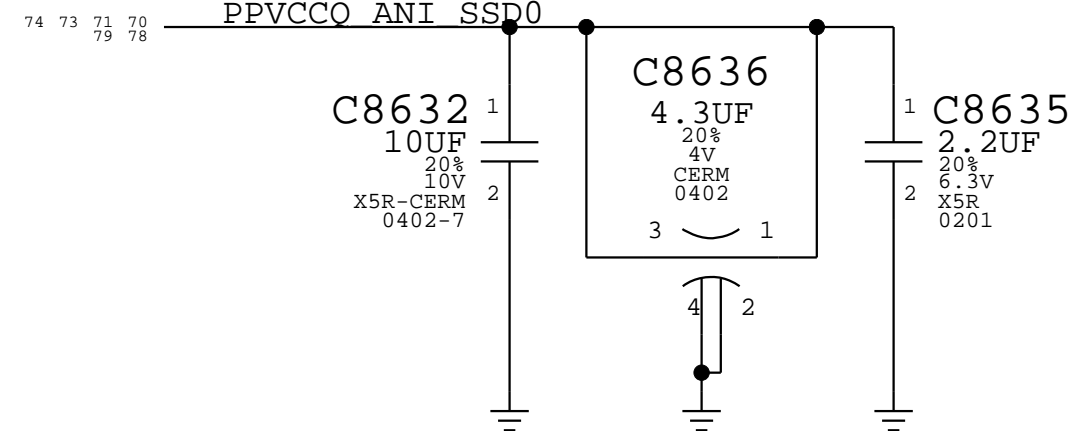 PPVCCQ_ANI_SSD0
74 73 71 70
79 78
C8632
1
10UF
20%
10V
X5R-CERM
0402-7
2
C8636
4.3UF
20%
4V
CERM
0402
3 1
4 2
1
C8635
2.2UF
20%
6.3V
X5R
0201
2